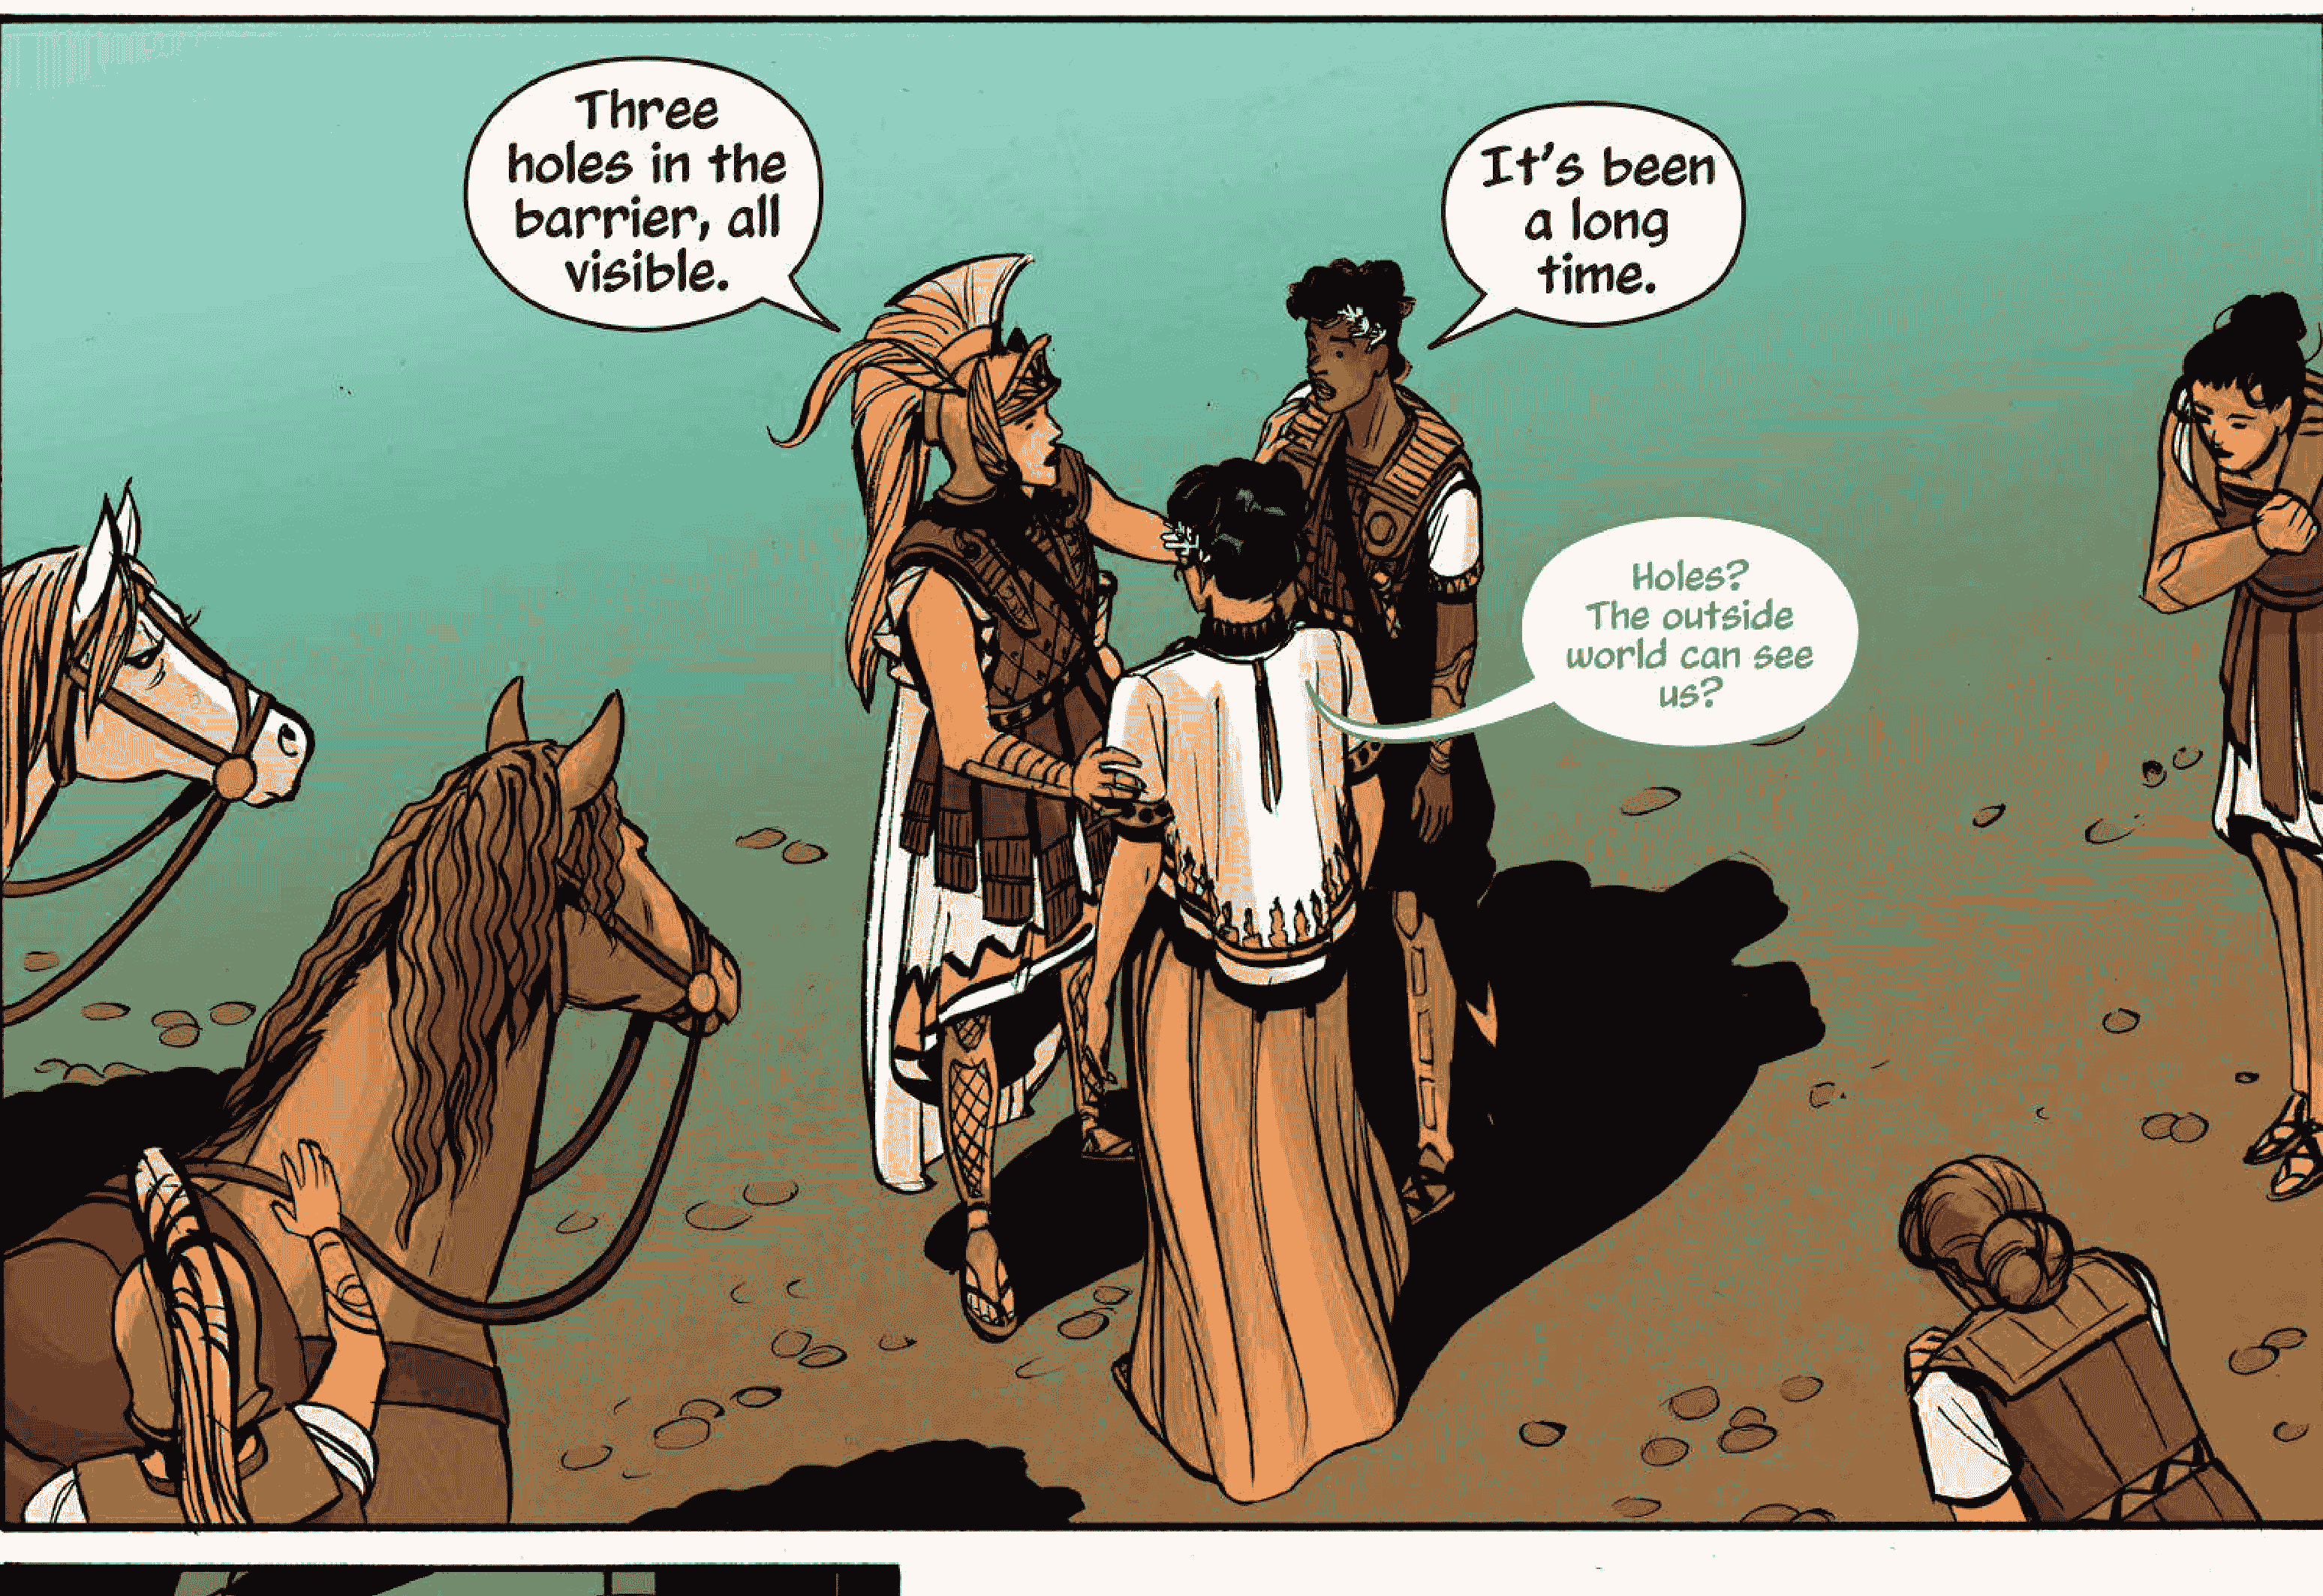 Three
holes in the
barrier, all
visible.
It's been
a long
time.
Holes?
The outside
world can see
us?